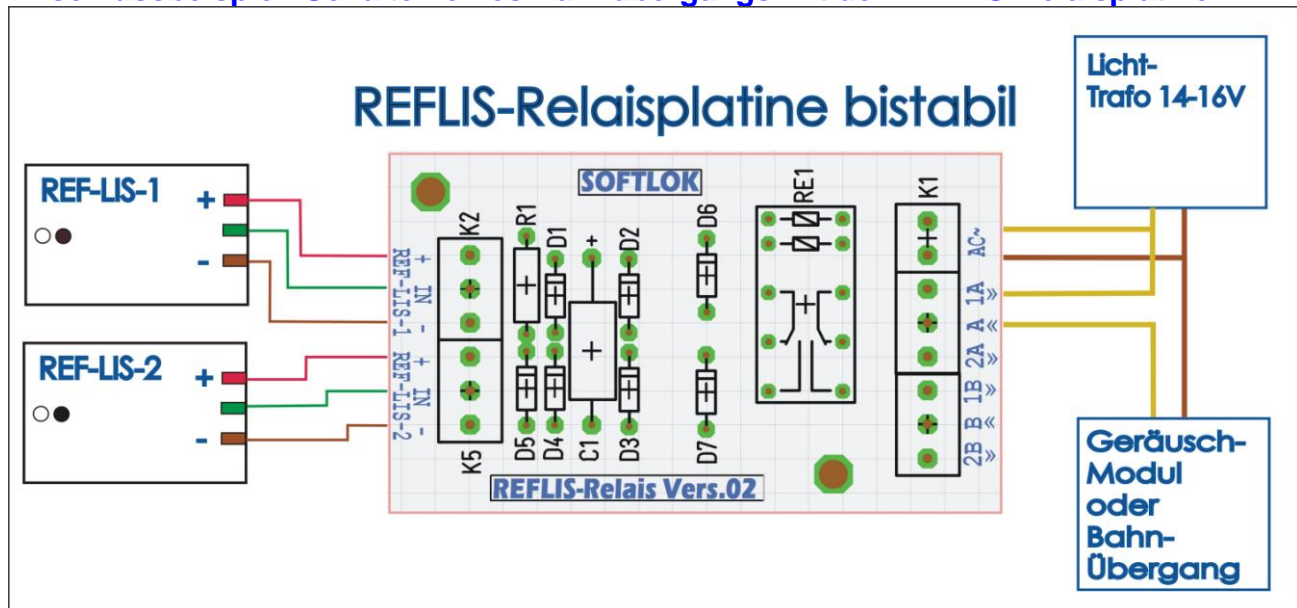 REFLIS-Relaisplatine bistabil
Licht-
Trafo 14-16V
REF-LIS-1
+
-
REF-LIS-2
+
-
SOFTLOK
K2
R1
D1
+
D2
D6
RE1
K1
+ IN -
REF-LIS-1
+ IN -
REF-LIS-2
K5
D5
D4
C1
D3
D7
AC~
1A »
A «
2A »
1B »
B «
2B »
REFLIS-Relais Vers.02
Geräusch-
Modul
oder
Bahn-
Übergang